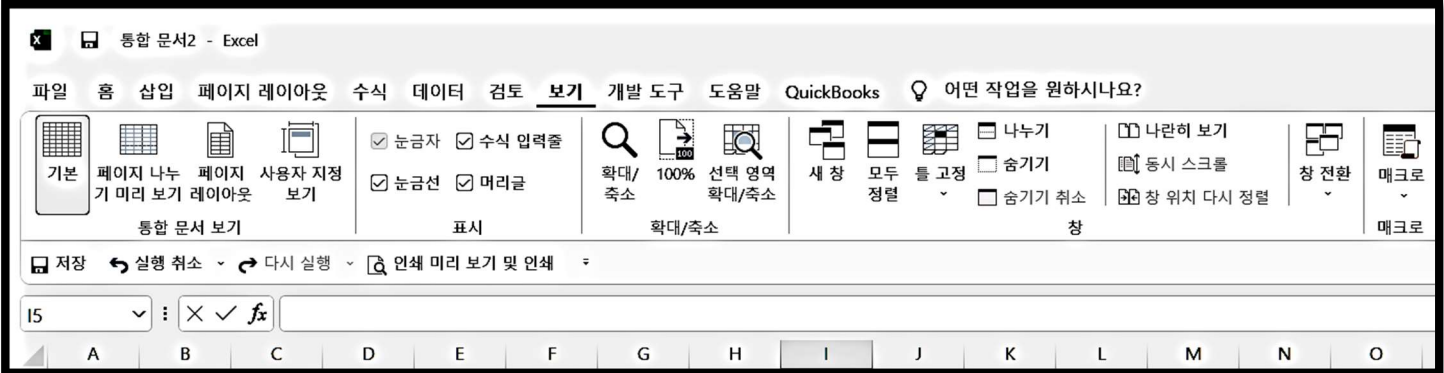 통합 문서2 - Excel
파일 홈 삽입 페이지 레이아웃 수식 데이터 검토 보기 개발 도구 도움말 QuickBooks 어떤 작업을 원하시나요?
기본
페이지 나누
기 미리 보기
페이지
레이아웃
사용자 지정
보기
통합 문서 보기
눈금자 수식 입력줄
눈금선 머리글
표시
확대/
축소
100
100%
선택 영역
확대/축소
확대/축소
새 창
모두
정렬
틀 고정
나누기
숨기기
숨기기 취소
나란히 보기
동시 스크롤
창 위치 다시 정렬
창 전환
창
매크로
매크로
저장 실행 취소 다시 실행 인쇄 미리 보기 및 인쇄
I5 fx
A B C D E F G H I J K L M N O